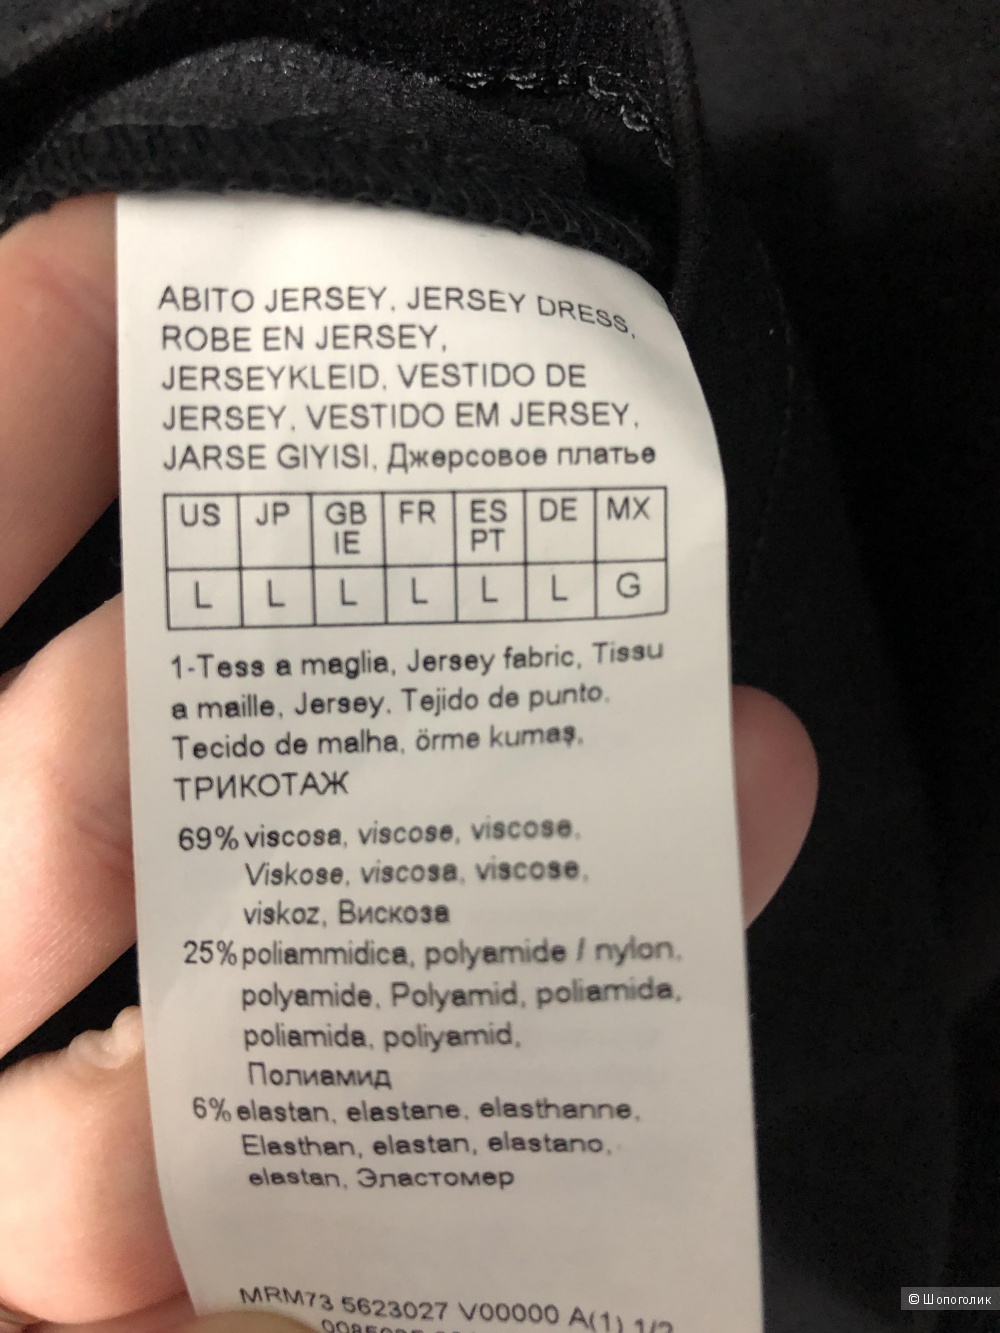 ABITO JERSEY, JERSEY DRESS,
ROBE EN JERSEY,
JERSEYKLEID, VESTIDO DE
JERSEY, VESTIDO EM JERSEY,
JARSE GIYISI, Джерсовое платье
US JP GB IE FR ES PT DE MX
L L L L L L G
1-Tess a maglia, Jersey fabric, Tissu
a maille, Jersey, Tejido de punto,
Tecido de malha, örme kumaş,
ТРИКОТАЖ
69% viscosa, viscose, viscose,
Viskose, viscosa, viscose,
viskoz, Вискоза
25% poliammidica, polyamide / nylon,
polyamide, Polyamid, poliamida,
poliamida, poliyamid,
Полиамид
6% elastan, elastane, elasthanne,
Elasthan, elastan, elastano,
elastan, Эластомер
MRM73 5623027 V00000 A(1) 1/2
© Шопоголик